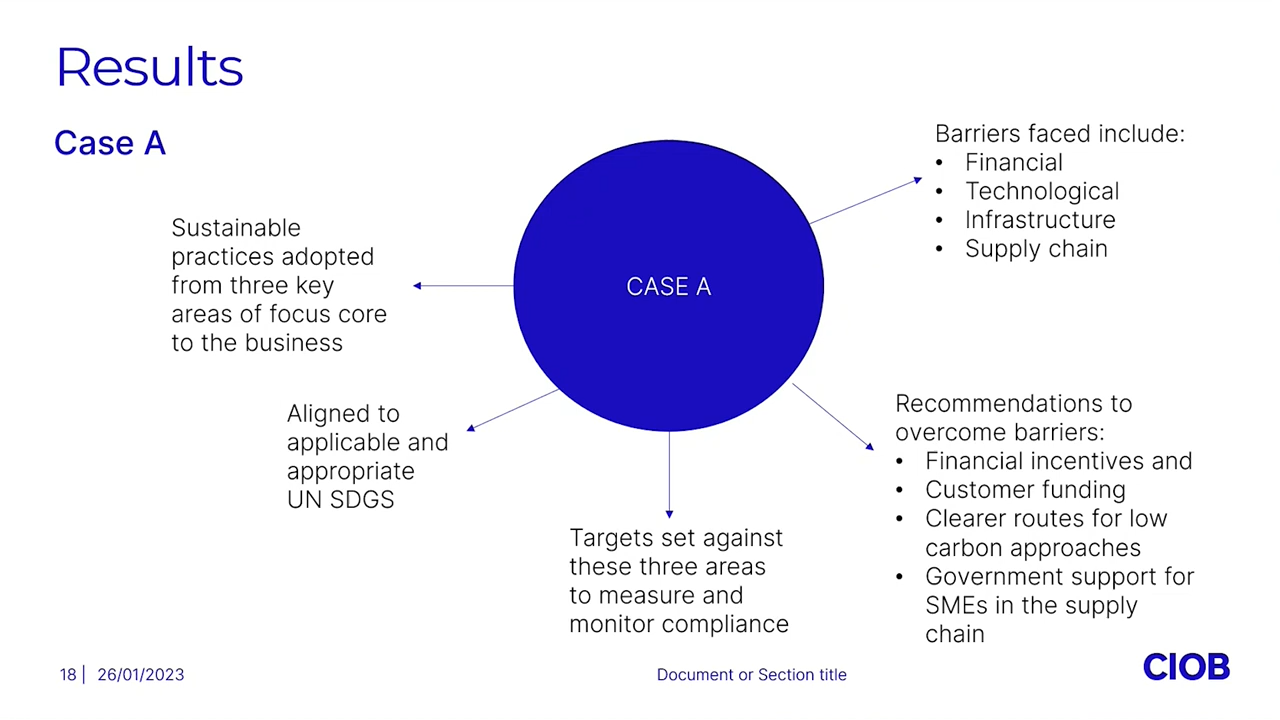 Results
Case A
Sustainable
practices adopted
from three key
areas of focus core
to the business
Aligned to
applicable and
appropriate
UN SDGS
CASE A
Targets set against
these three areas
to measure and
monitor compliance
Barriers faced include:
• Financial
• Technological
• Infrastructure
• Supply chain
Recommendations to
overcome barriers:
• Financial incentives and
• Customer funding
• Clearer routes for low
carbon approaches
• Government support for
SMEs in the supply
chain
18 | 26/01/2023
Document or Section title
CIOB